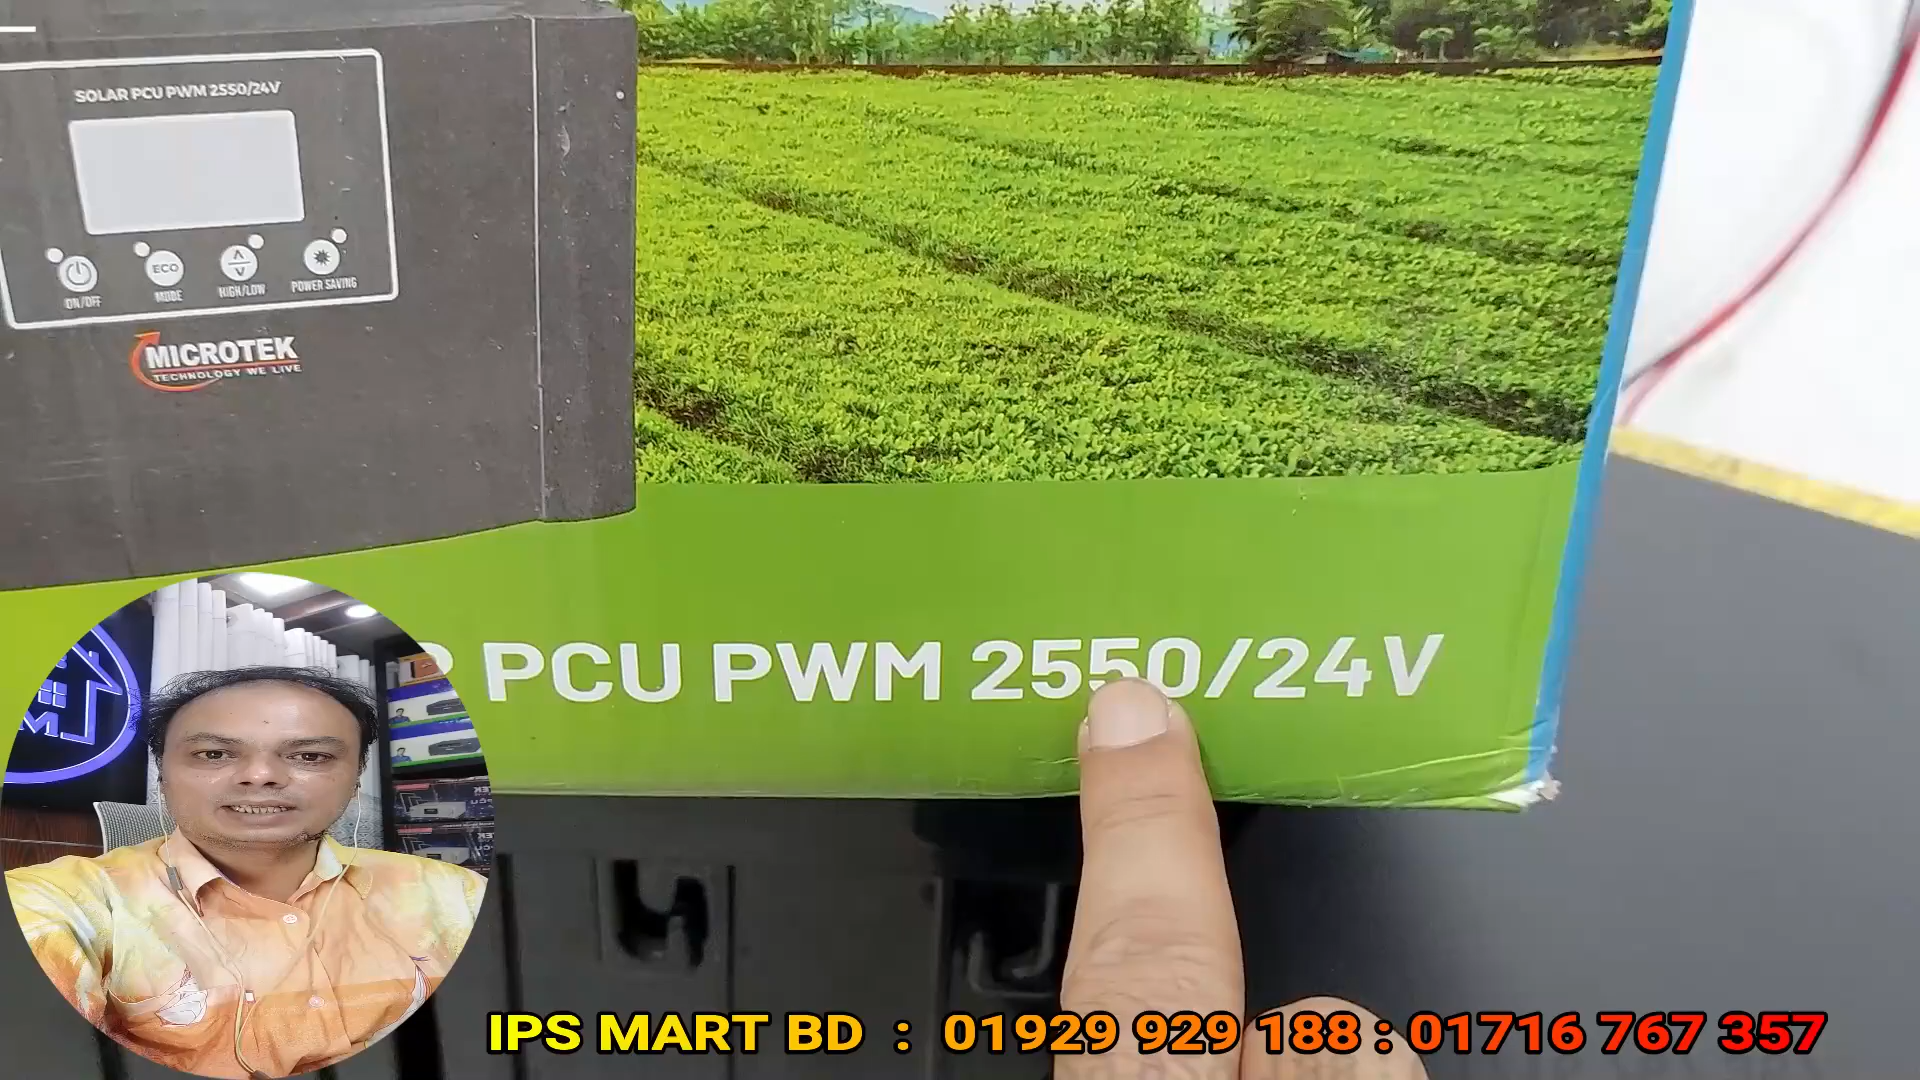 SOLAR PCU PWM 2550/24V
ECO
ON/OFF
MODE
HIGH/LOW
POWER SAVING
MICROTEK
TECHNOLOGY WE LIVE
PCU PWM 2550/24V
IPS MART BD : 01929 929 188 : 01716 767 357